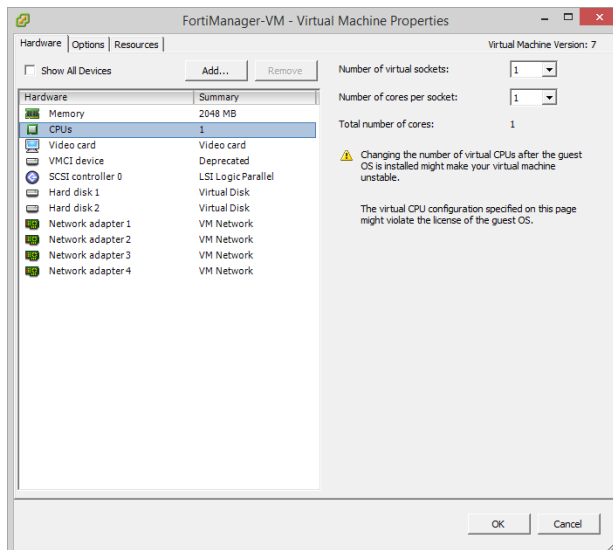 FortiManager-VM - Virtual Machine Properties
Hardware Options Resources
Virtual Machine Version: 7
Show All Devices
Add...
Remove
Hardware Summary
Memory 2048 MB
CPUs 1
Video card Video card
VMCI device Deprecated
SCSI controller 0 LSI Logic Parallel
Hard disk 1 Virtual Disk
Hard disk 2 Virtual Disk
Network adapter 1 VM Network
Network adapter 2 VM Network
Network adapter 3 VM Network
Network adapter 4 VM Network
Number of virtual sockets: 1
Number of cores per socket: 1
Total number of cores: 1
Changing the number of virtual CPUs after the guest
OS is installed might make your virtual machine
unstable.
The virtual CPU configuration specified on this page
might violate the license of the guest OS.
OK
Cancel